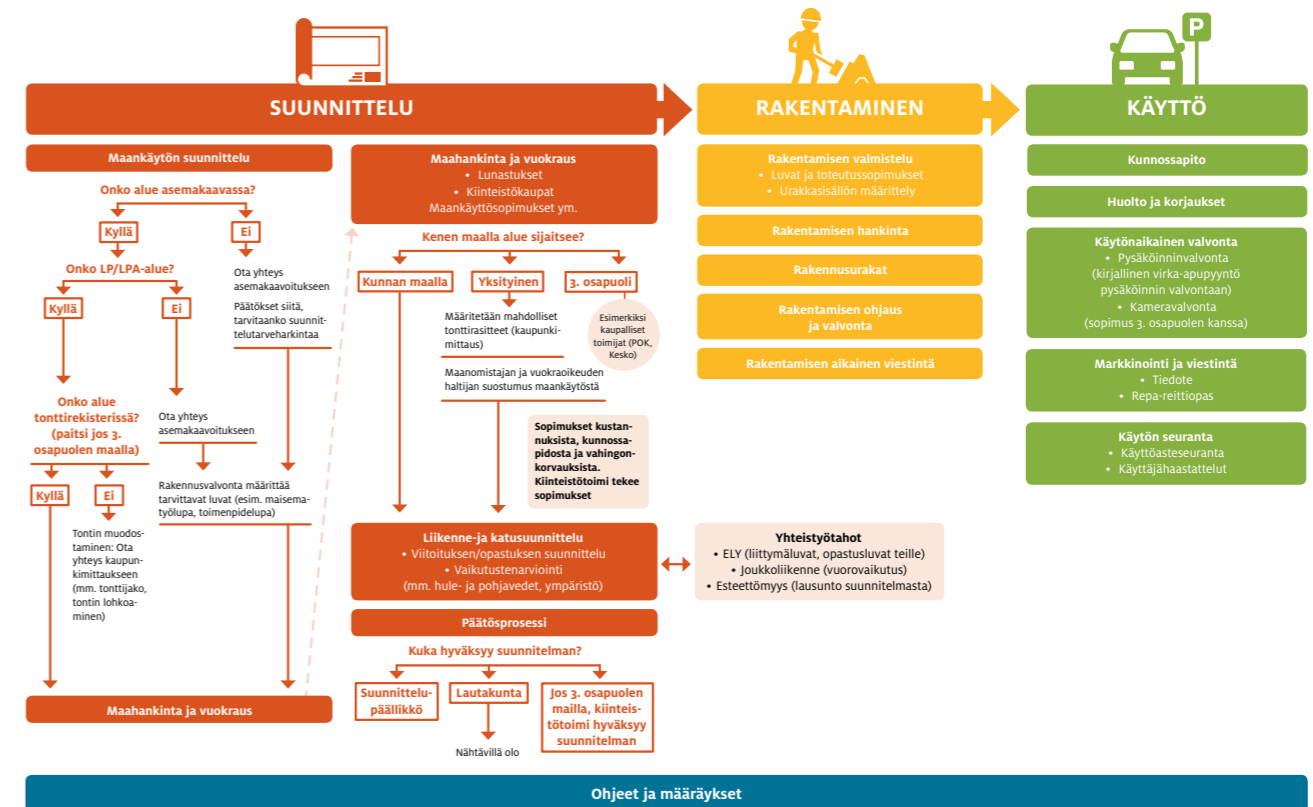 P
SUUNNITTELU
Maankäytön suunnittelu
Onko alue asemakaavassa?
Kyllä
Ei
Onko LP/LPA-alue?
Ota yhteys
asemakaavoitukseen
Päätökset siitä,
tarvitaanko suunnit-
telutarveharkintaa
Kyllä
Ei
Onko alue
tonttirekisterissä?
(paitsi jos 3.
osapuolen maalla)
Ota yhteys
asemakaavoitukseen
Kyllä
Ei
Rakennusvalvonta määrittää
tarvittavat luvat (esim. maisema-
työlupa, toimenpidelupa)
Tontin muodos-
taminen: Ota
yhteys kaupun-
kimittaukseen
(mm. tonttijako,
tontin lohkoa-
minen)
Maahankinta ja vuokraus
Maahankinta ja vuokraus
• Lunastukset
• Kiinteistökaupat
Maankäyttösopimukset ym.
Kenen maalla alue sijaitsee?
Kunnan maalla
Yksityinen
3. osapuoli
Määritetään mahdolliset
tonttirasitteet (kaupunki-
mittaus)
Esimerkiksi
kaupalliset
toimijat (POK,
Kesko)
Maanomistajan ja vuokraoikeuden
haltijan suostumus maankäytöstä
Sopimukset kustan-
nuksista, kunnossa-
pidosta ja vahingon-
korvauksista.
Kiinteistötoimi tekee
sopimukset
Liikenne-ja katusuunnittelu
• Viitoituksen/opastuksen suunnittelu
• Vaikutustenarviointi
(mm. hule- ja pohjavedet, ympäristö)
Yhteistyötahot
• ELY (liittymäluvat, opastusluvat teille)
• Joukkoliikenne (vuorovaikutus)
• Esteettömyys (lausunto suunnitelmasta)
Päätösprosessi
Kuka hyväksyy suunnitelman?
Suunnittelu-
päällikkö
Lautakunta
Jos 3. osapuolen
mailla, kiinteis-
tötoimi hyväksyy
suunnitelman
Nähtävillä olo
RAKENTAMINEN
Rakentamisen valmistelu
• Luvat ja toteutussopimukset
• Urakkasisällön määrittely
Rakentamisen hankinta
Rakennusurakat
Rakentamisen ohjaus
ja valvonta
Rakentamisen aikainen viestintä
KÄYTTÖ
Kunnossapito
Huolto ja korjaukset
Käytönaikainen valvonta
• Pysäköinninvalvonta
(kirjallinen virka-apupyyntö
pysäköinnin valvontaan)
• Kameravalvonta
(sopimus 3. osapuolen kanssa)
Markkinointi ja viestintä
• Tiedote
• Repa-reittiopas
Käytön seuranta
• Käyttöasteseuranta
• Käyttäjähaastattelut
Ohjeet ja määräykset